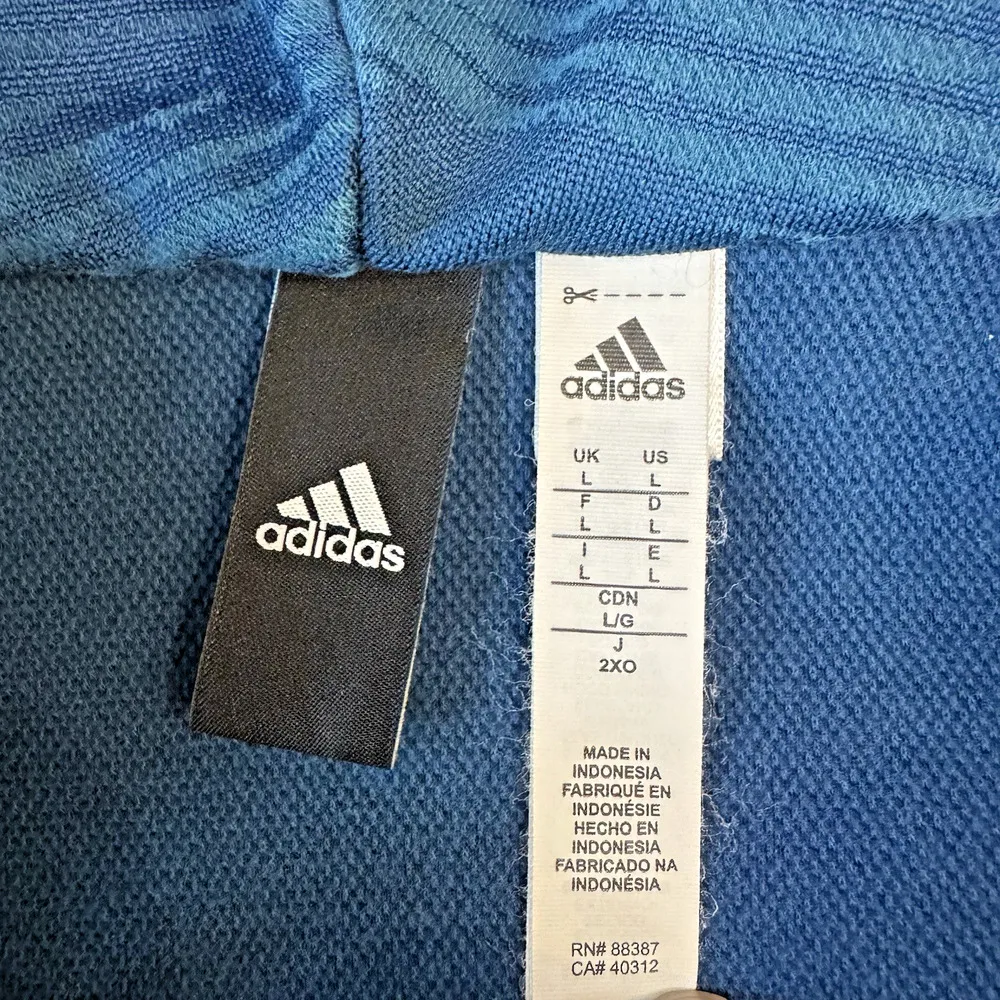 adidas
adidas
UK US
L L
F D
L L
I E
L L
CDN
L/G
J
2XO
MADE IN
INDONESIA
FABRIQUÉ EN
INDONÉSIE
HECHO EN
INDONESIA
FABRICADO NA
INDONÉSIA
RN# 88387
CA# 40312